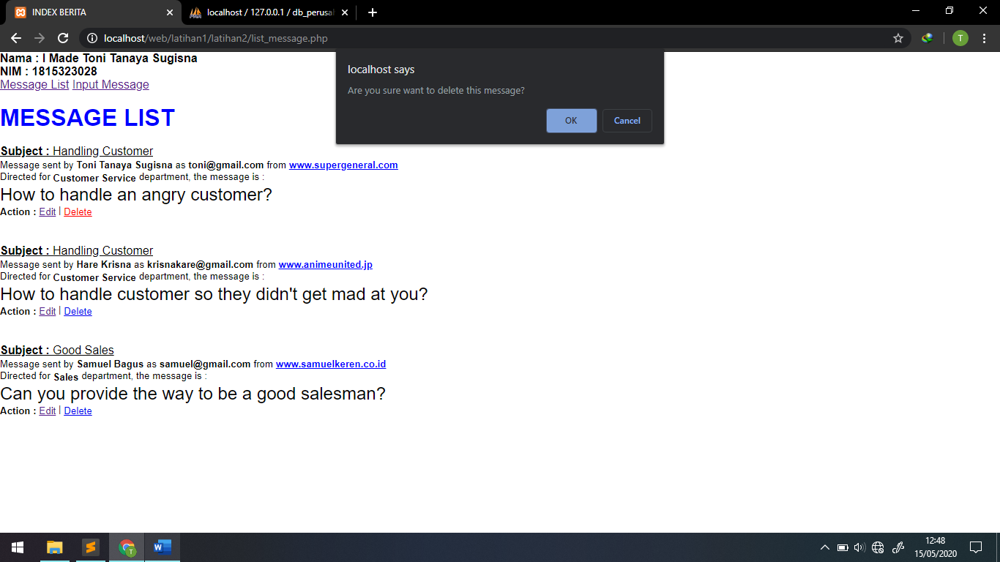 INDEX BERITA
localhost / 127.0.0.1 / db_perusa
localhost/web/latihan1/latihan2/list_message.php
T
Nama : I Made Toni Tanaya Sugisna
NIM : 1815323028
Message List Input Message
localhost says
Are you sure want to delete this message?
OK Cancel
MESSAGE LIST
Subject : Handling Customer
Message sent by Toni Tanaya Sugisna as toni@gmail.com from www.supergeneral.com
Directed for Customer Service department, the message is :
How to handle an angry customer?
Action : Edit | Delete
Subject : Handling Customer
Message sent by Hare Krisna as krisnakare@gmail.com from www.animeunited.jp
Directed for Customer Service department, the message is :
How to handle customer so they didn't get mad at you?
Action : Edit | Delete
Subject : Good Sales
Message sent by Samuel Bagus as samuel@gmail.com from www.samuelkeren.co.id
Directed for Sales department, the message is :
Can you provide the way to be a good salesman?
Action : Edit | Delete
12:48
15/05/2020